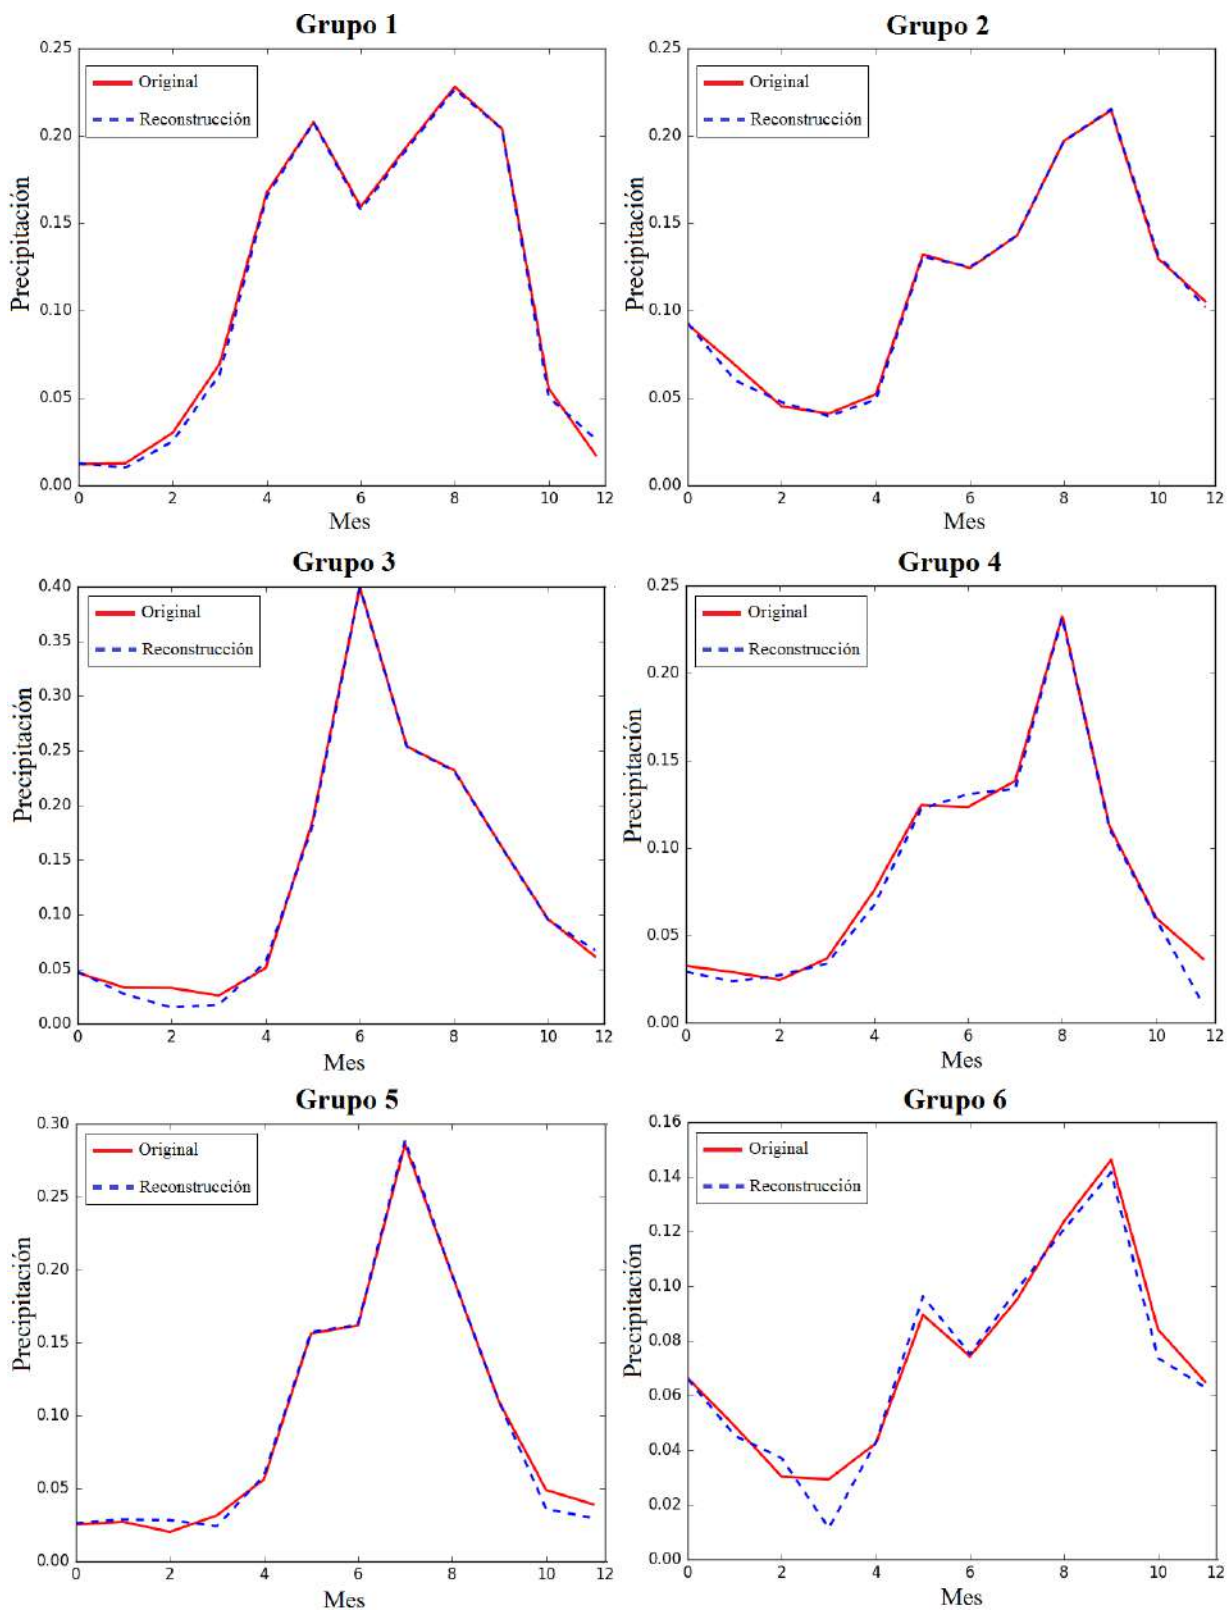 Grupo 1
0.25
0.20
0.15
0.10
0.05
0.00
Precipitación
Original
Reconstrucción
0 2 4 6 8 10 12
Mes
Grupo 2
0.25
0.20
0.15
0.10
0.05
0.00
Precipitación
Original
Reconstrucción
0 2 4 6 8 10 12
Mes
Grupo 3
0.40
0.35
0.30
0.25
0.20
0.15
0.10
0.05
0.00
Precipitación
Original
Reconstrucción
0 2 4 6 8 10 12
Mes
Grupo 4
0.25
0.20
0.15
0.10
0.05
0.00
Precipitación
Original
Reconstrucción
0 2 4 6 8 10 12
Mes
Grupo 5
0.30
0.25
0.20
0.15
0.10
0.05
0.00
Precipitación
Original
Reconstrucción
0 2 4 6 8 10 12
Mes
Grupo 6
0.16
0.14
0.12
0.10
0.08
0.06
0.04
0.02
0.00
Precipitación
Original
Reconstrucción
0 2 4 6 8 10 12
Mes